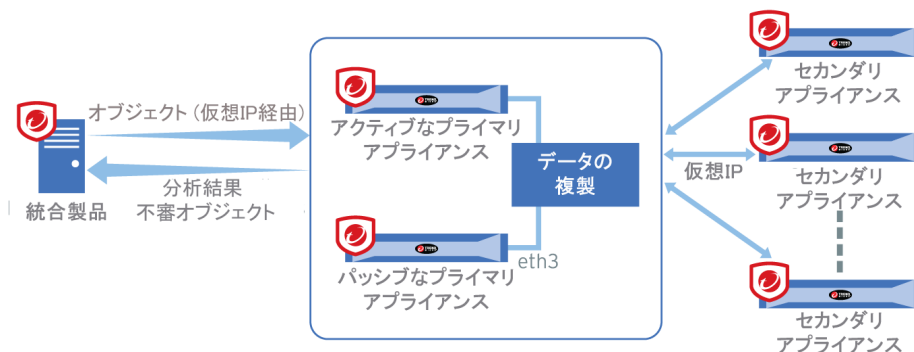 オブジェクト（仮想IP経由）
分析結果
不審オブジェクト
統合製品
アクティブなプライマリ
アプライアンス
データの
複製
パッシブなプライマリ
アプライアンス
eth3
仮想IP
セカンダリ
アプライアンス
セカンダリ
アプライアンス
セカンダリ
アプライアンス